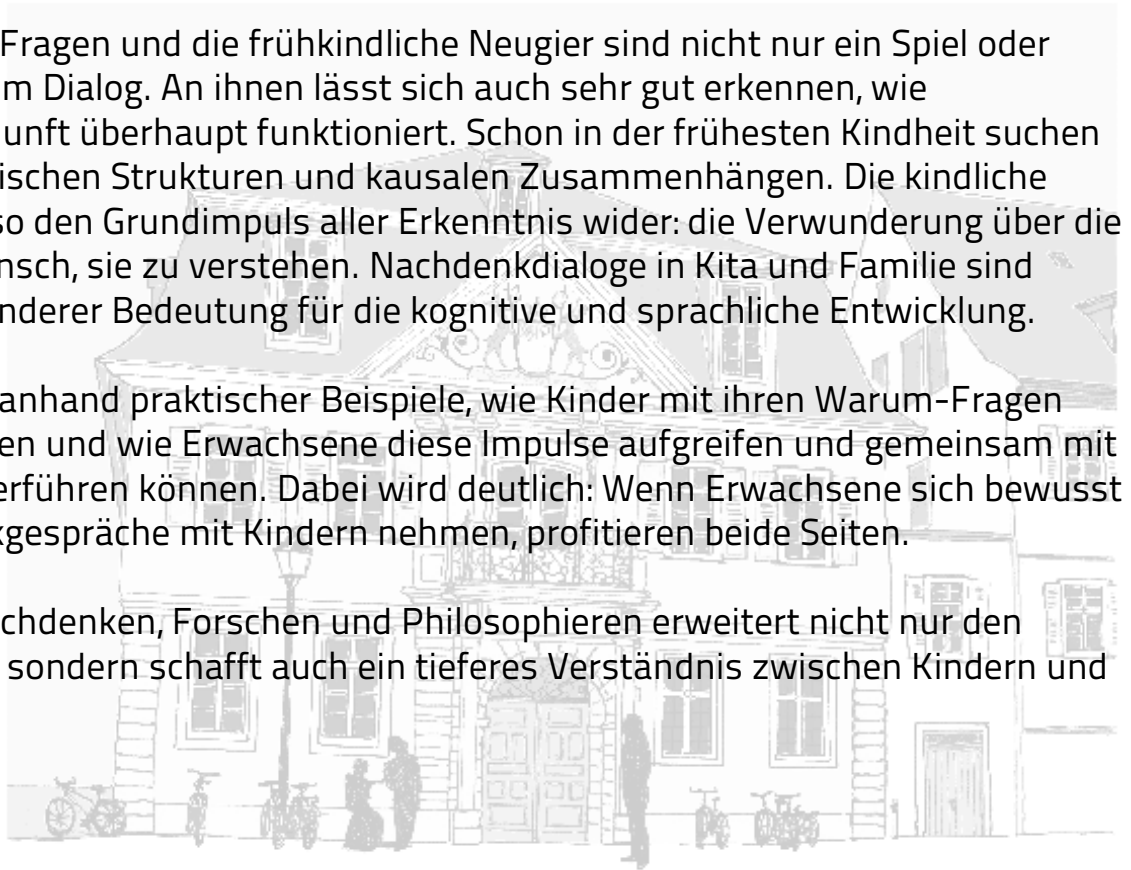 Fragen und die frühkindliche Neugier sind nicht nur ein Spiel oder
m Dialog. An ihnen lässt sich auch sehr gut erkennen, wie
unft überhaupt funktioniert. Schon in der frühesten Kindheit suchen
ischen Strukturen und kausalen Zusammenhängen. Die kindliche
so den Grundimpuls aller Erkenntnis wider: die Verwunderung über die
nsch, sie zu verstehen. Nachdenkdialoge in Kita und Familie sind
nderer Bedeutung für die kognitive und sprachliche Entwicklung.
anhand praktischer Beispiele, wie Kinder mit ihren Warum-Fragen
en und wie Erwachsene diese Impulse aufgreifen und gemeinsam mit
erführen können. Dabei wird deutlich: Wenn Erwachsene sich bewusst
kgespräche mit Kindern nehmen, profitieren beide Seiten.
chdenken, Forschen und Philosophieren erweitert nicht nur den
sondern schafft auch ein tieferes Verständnis zwischen Kindern und